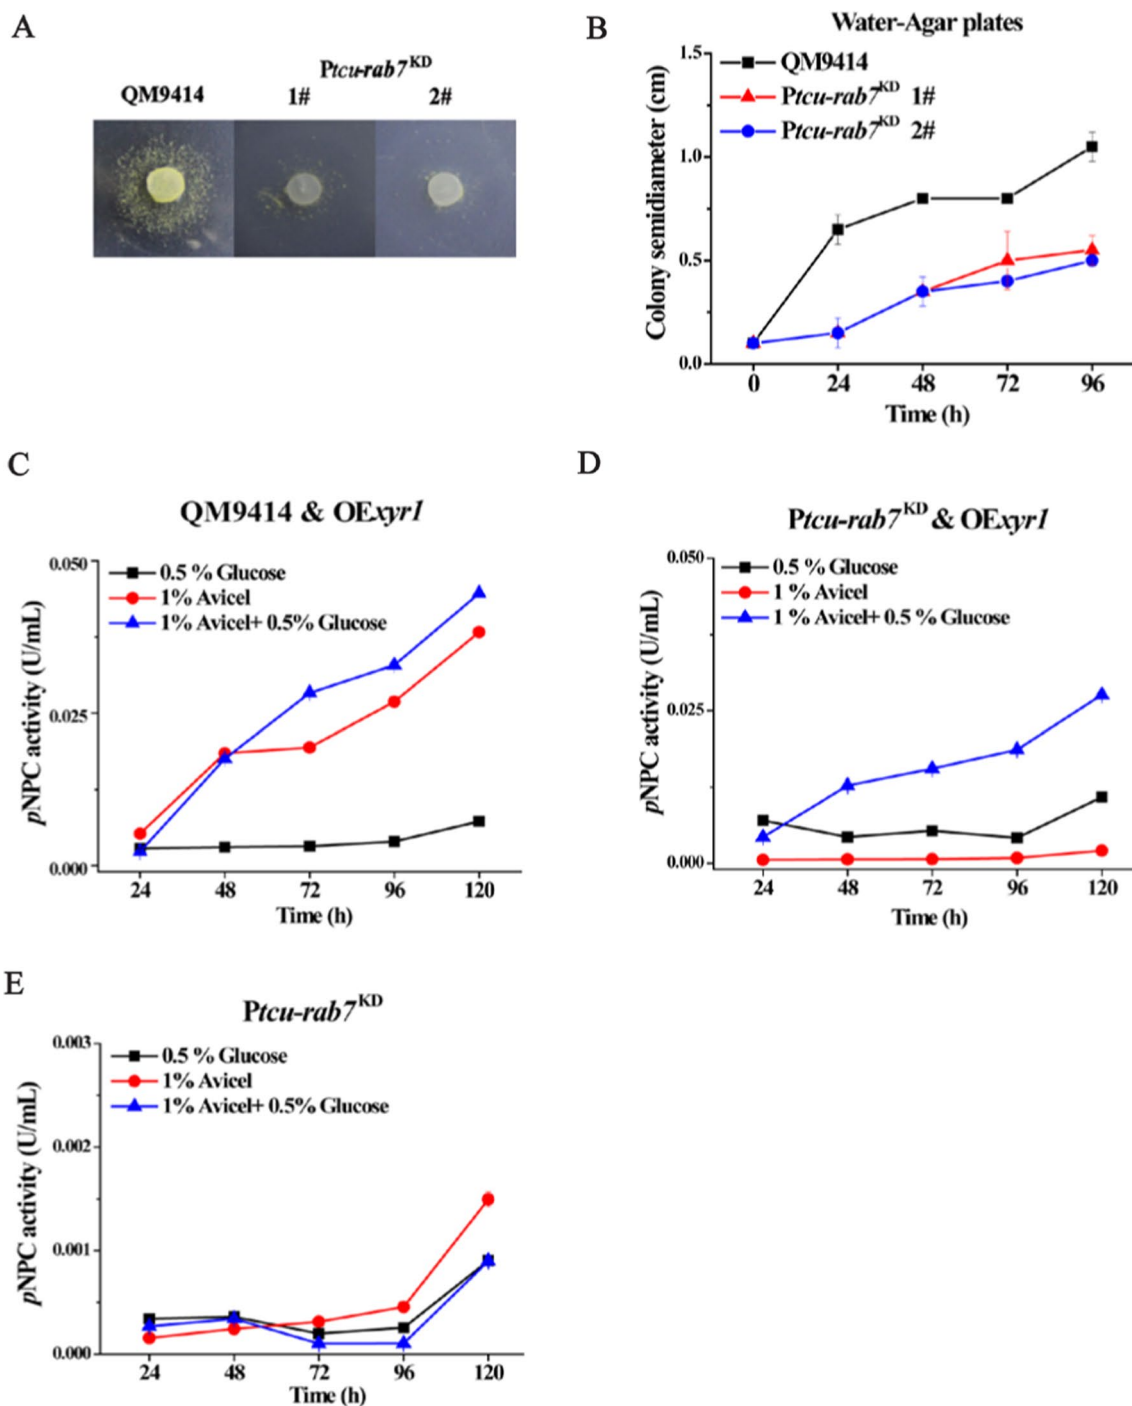 A
Ptcu-rab7KD
QM9414 1# 2#
B
Water-Agar plates
QM9414
Ptcu-rab7KD 1#
Ptcu-rab7KD 2#
Colony semidiameter (cm)
1.5
1.0
0.5
0.0
0 24 48 72 96
Time (h)
C
QM9414 & OExyr1
0.5 % Glucose
1% Avicel
1% Avicel+ 0.5% Glucose
pNPC activity (U/mL)
0.050
0.025
0.000
24 48 72 96 120
Time (h)
D
Ptcu-rab7KD & OExyr1
0.5 % Glucose
1 % Avicel
1 % Avicel+ 0.5 % Glucose
pNPC activity (U/mL)
0.050
0.025
0.000
24 48 72 96 120
Time (h)
E
Ptcu-rab7KD
0.5 % Glucose
1% Avicel
1% Avicel+ 0.5% Glucose
pNPC activity (U/mL)
0.003
0.002
0.001
0.000
24 48 72 96 120
Time (h)